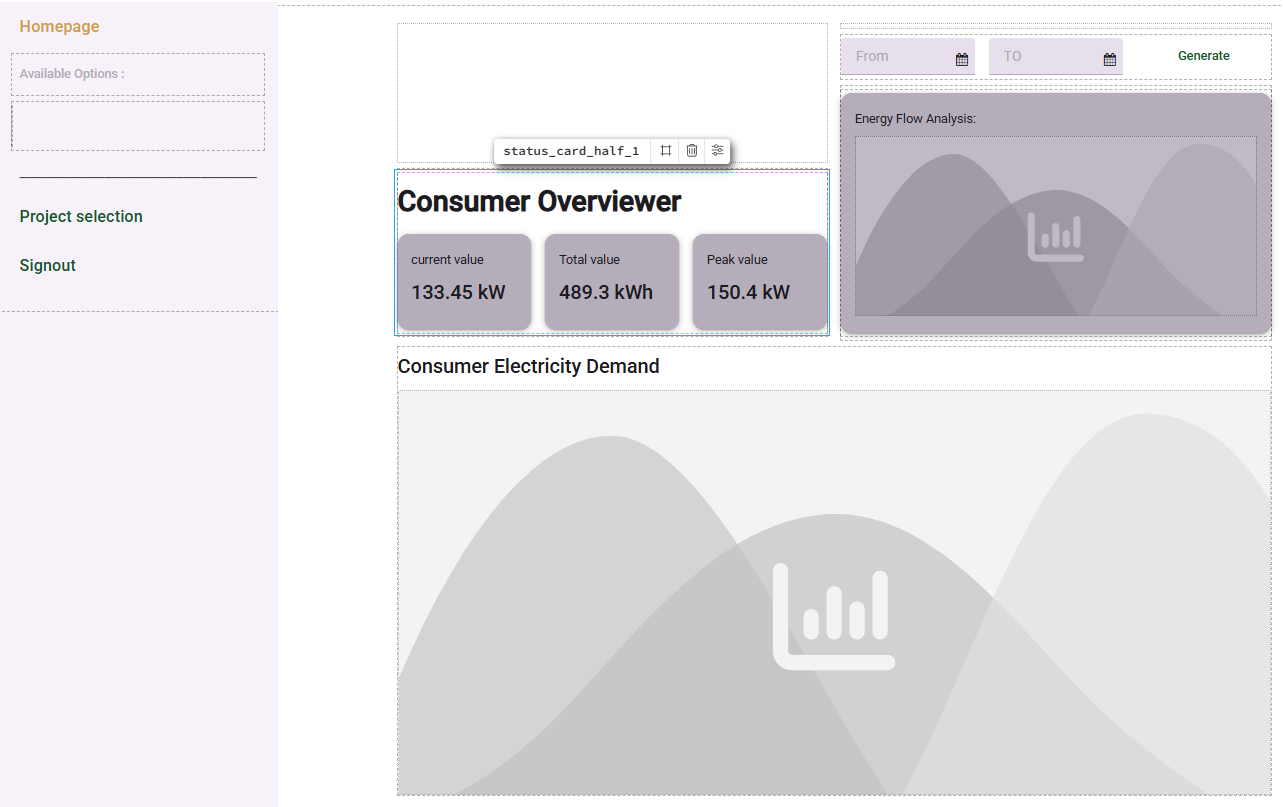 Homepage
Available Options :
Project selection
Signout
status_card_half_1
Consumer Overviewer
current value
133.45 kW
Total value
489.3 kWh
Peak value
150.4 kW
From
TO
Generate
Energy Flow Analysis:
Consumer Electricity Demand